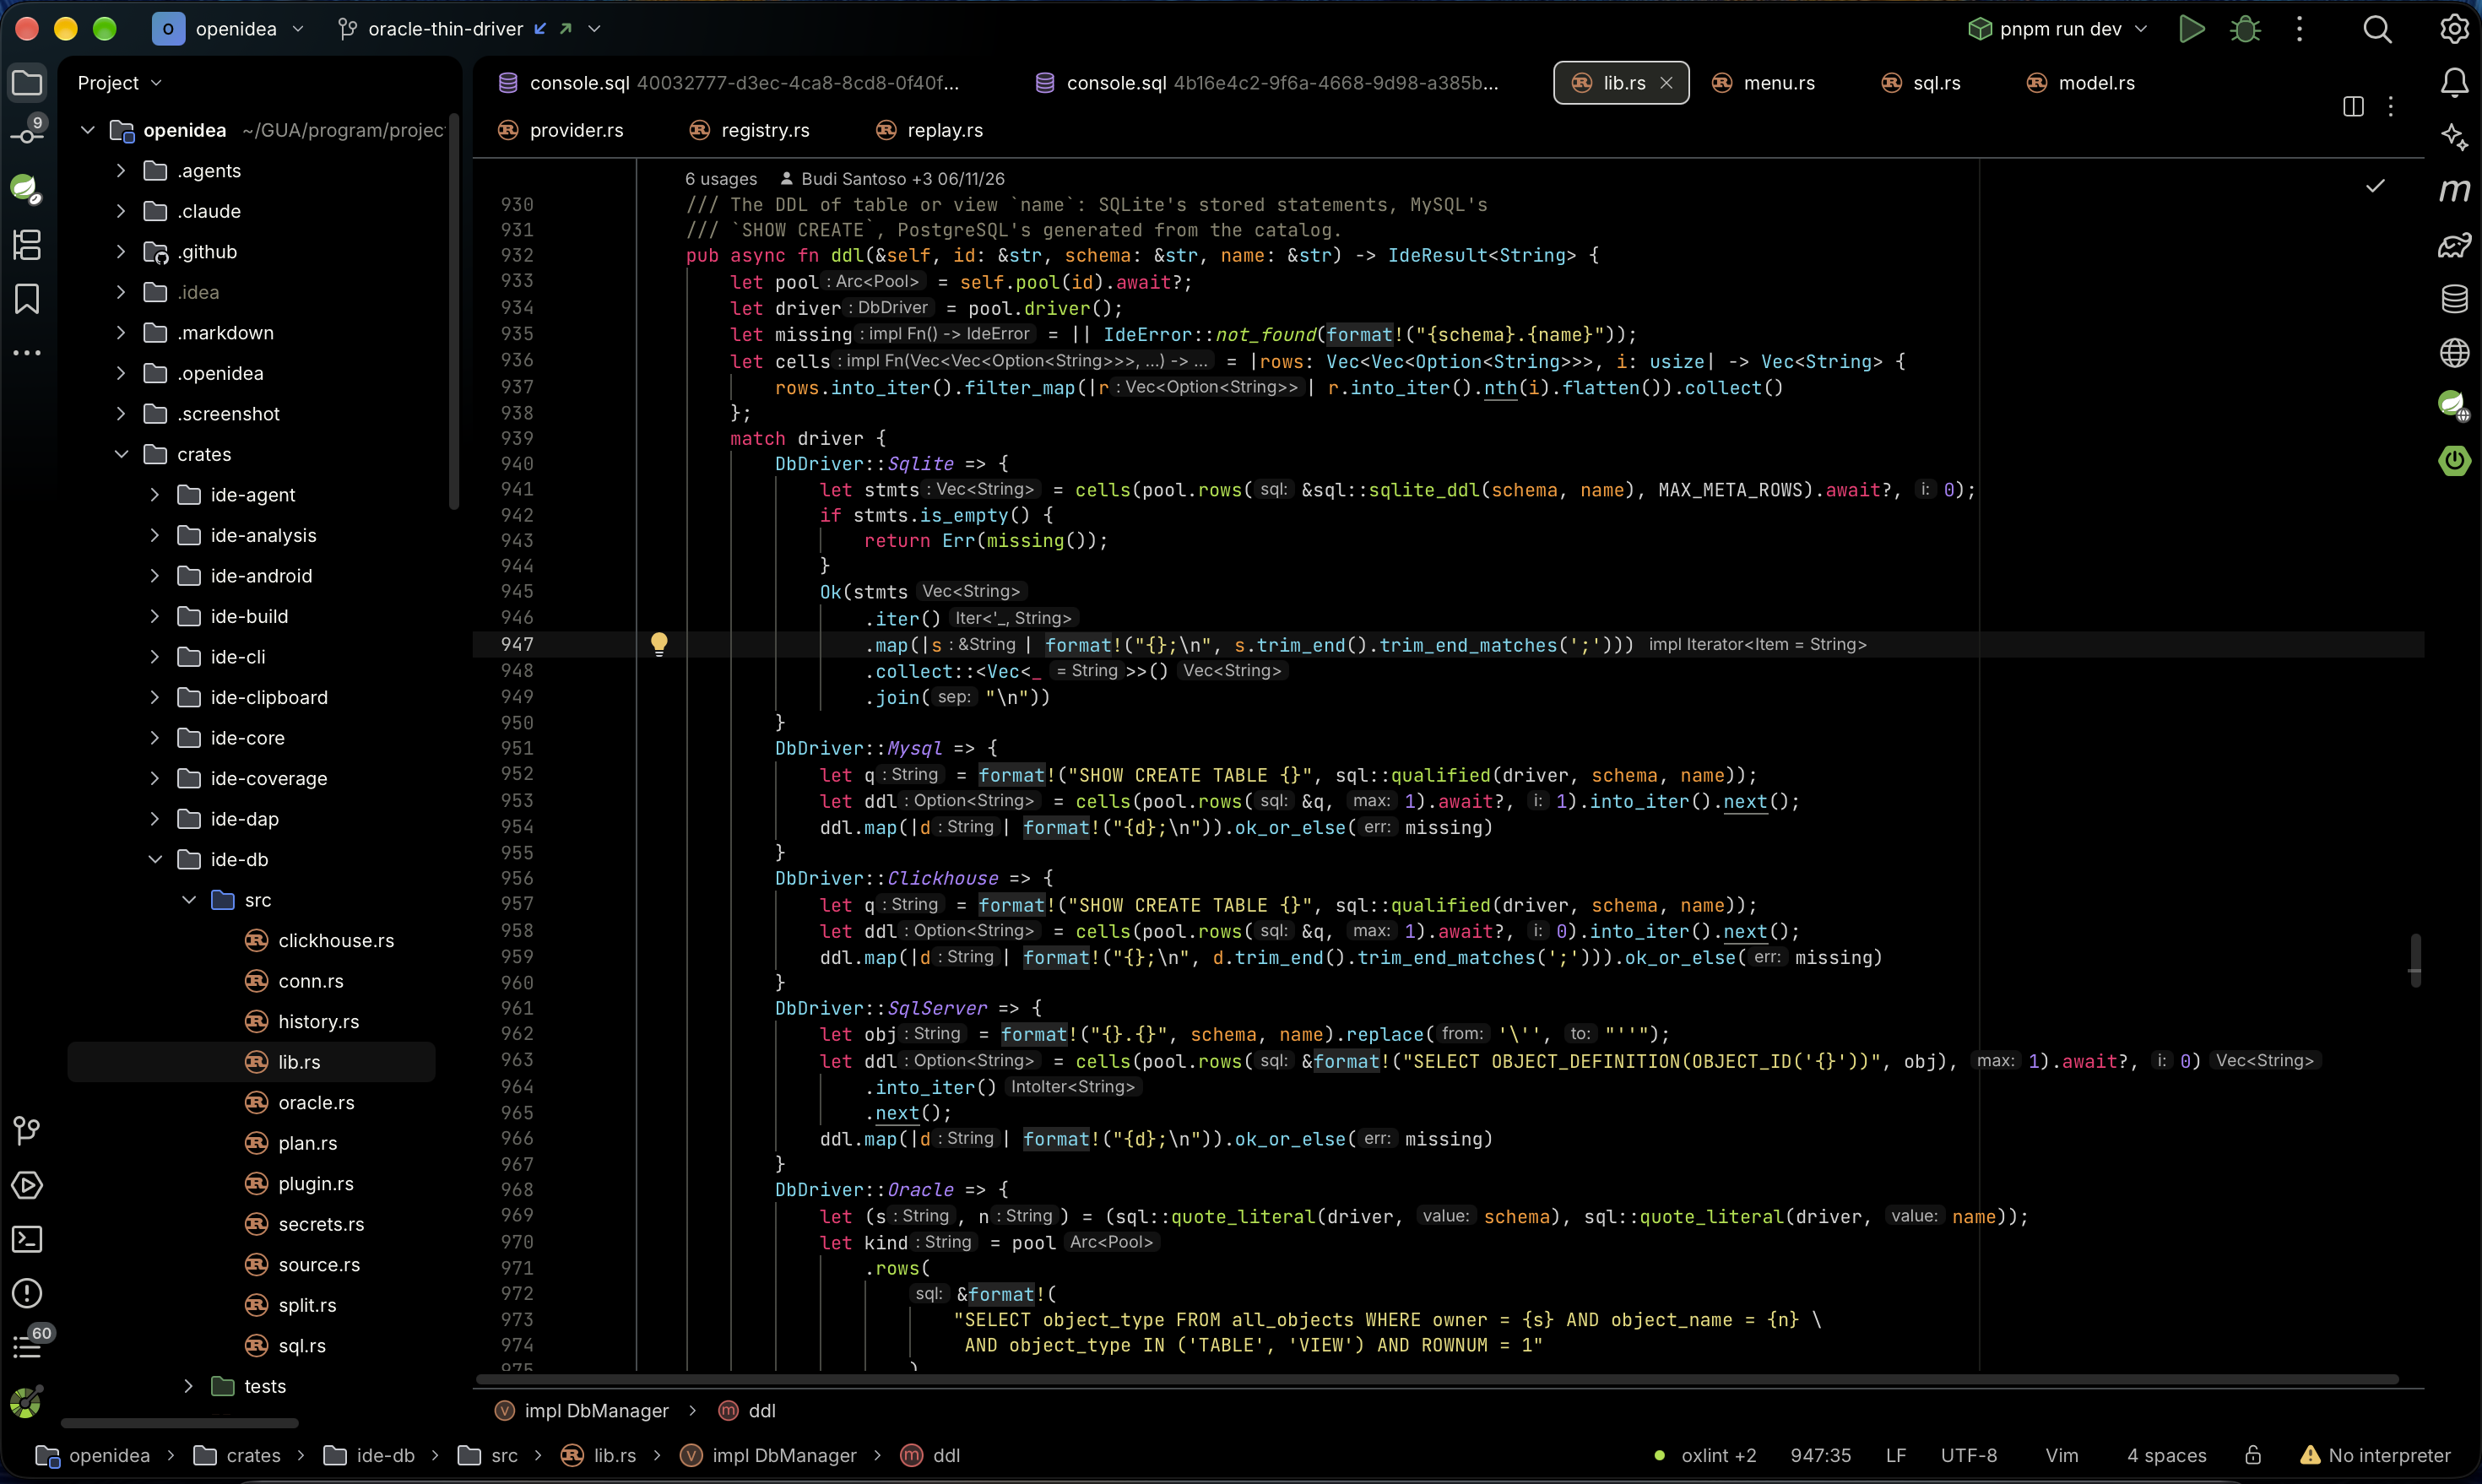 O openidea oracle-thin-driver pnpm run dev
Project
console.sql 40032777-d3ec-4ca8-8cd8-0f40f... console.sql 4b16e4c2-9f6a-4668-9d98-a385b... lib.rs menu.rs sql.rs model.rs
provider.rs registry.rs replay.rs
9
openidea ~/GUA/program/projec
.agents
.claude
.github
.idea
.markdown
.openidea
.screenshot
crates
ide-agent
ide-analysis
ide-android
ide-build
ide-cli
ide-clipboard
ide-core
ide-coverage
ide-dap
ide-db
src
clickhouse.rs
conn.rs
history.rs
lib.rs
oracle.rs
plan.rs
plugin.rs
secrets.rs
source.rs
split.rs
sql.rs
tests
60
m
6 usages Budi Santoso +3 06/11/26
930 /// The DDL of table or view `name`: SQLite's stored statements, MySQL's
931 /// `SHOW CREATE`, PostgreSQL's generated from the catalog.
932 pub async fn ddl(&self, id: &str, schema: &str, name: &str) -> IdeResult<String> {
933 let pool : Arc<Pool> = self.pool(id).await?;
934 let driver : DbDriver = pool.driver();
935 let missing : impl Fn() -> IdeError = || IdeError::not_found(format!("{schema}.{name}"));
936 let cells : impl Fn(Vec<Vec<Option<String>>>, ...) -> ... = |rows: Vec<Vec<Option<String>>>, i: usize| -> Vec<String> {
937 rows.into_iter().filter_map(|r : Vec<Option<String>> | r.into_iter().nth(i).flatten()).collect()
938 };
939 match driver {
940 DbDriver::Sqlite => {
941 let stmts : Vec<String> = cells(pool.rows( sql: &sql::sqlite_ddl(schema, name), MAX_META_ROWS).await?, i: 0);
942 if stmts.is_empty() {
943 return Err(missing());
944 }
945 Ok(stmts Vec<String>
946 .iter() Iter<'_, String>
947 .map(|s : &String | format!("{};\n", s.trim_end().trim_end_matches(';'))) impl Iterator<Item = String>
948 .collect::<Vec<_ = String >>() Vec<String>
949 .join( sep: "\n"))
950 }
951 DbDriver::Mysql => {
952 let q : String = format!("SHOW CREATE TABLE {}", sql::qualified(driver, schema, name));
953 let ddl : Option<String> = cells(pool.rows( sql: &q, max: 1).await?, i: 1).into_iter().next();
954 ddl.map(|d : String | format!("{d};\n")).ok_or_else( err: missing)
955 }
956 DbDriver::Clickhouse => {
957 let q : String = format!("SHOW CREATE TABLE {}", sql::qualified(driver, schema, name));
958 let ddl : Option<String> = cells(pool.rows( sql: &q, max: 1).await?, i: 0).into_iter().next();
959 ddl.map(|d : String | format!("{};\n", d.trim_end().trim_end_matches(';'))).ok_or_else( err: missing)
960 }
961 DbDriver::SqlServer => {
962 let obj : String = format!("{}.{}", schema, name).replace( from: '\'', to: "''");
963 let ddl : Option<String> = cells(pool.rows( sql: &format!("SELECT OBJECT_DEFINITION(OBJECT_ID('{}'))", obj), max: 1).await?, i: 0) Vec<String>
964 .into_iter() IntoIter<String>
965 .next();
966 ddl.map(|d : String | format!("{d};\n")).ok_or_else( err: missing)
967 }
968 DbDriver::Oracle => {
969 let (s : String , n : String ) = (sql::quote_literal(driver, value: schema), sql::quote_literal(driver, value: name));
970 let kind : String = pool Arc<Pool>
971 .rows(
972 sql: &format!(
973 "SELECT object_type FROM all_objects WHERE owner = {s} AND object_name = {n} \
974 AND object_type IN ('TABLE', 'VIEW') AND ROWNUM = 1"
975 )
impl DbManager ddl
openidea crates ide-db src lib.rs impl DbManager ddl oxlint +2 947:35 LF UTF-8 Vim 4 spaces No interpreter